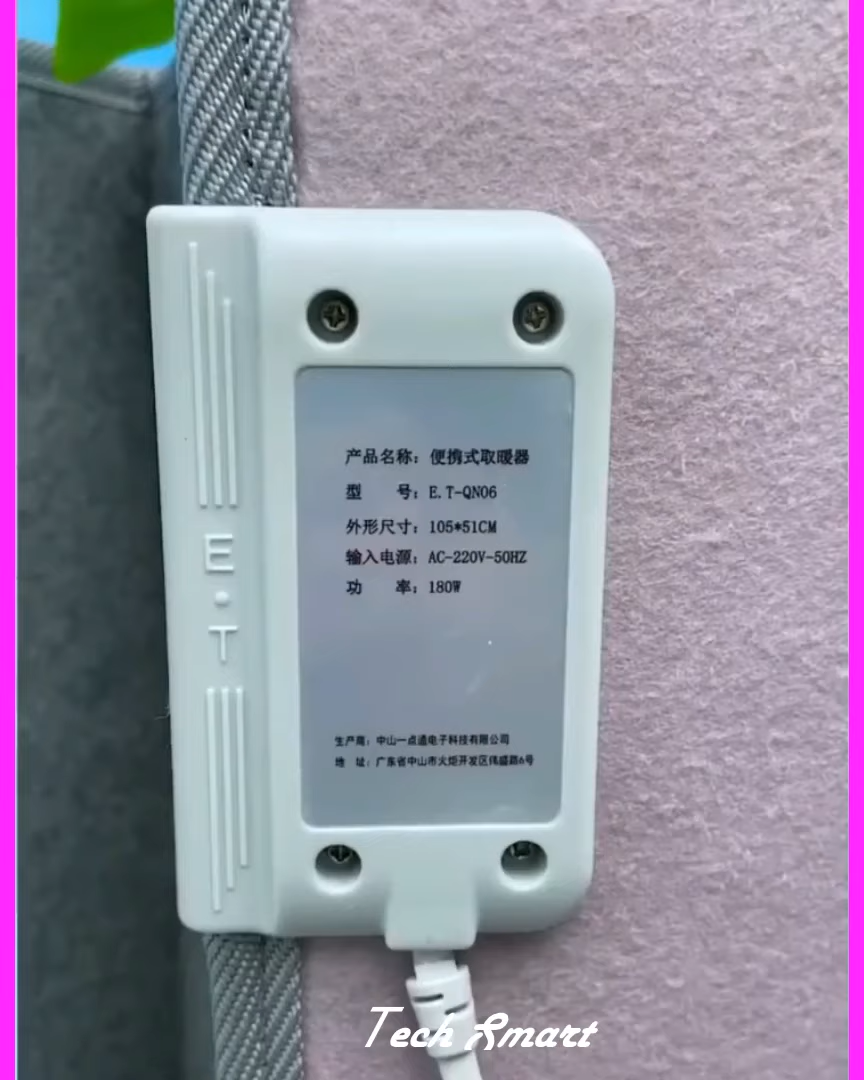 产品名称：便携式取暖器
型　　号：E.T-QN06
外形尺寸：105*51CM
输入电源：AC-220V-50HZ
功　　率：180W
E·T
生产商：中山一点通电子科技有限公司
地　址：广东省中山市火炬开发区伟盛路6号
Tech Smart